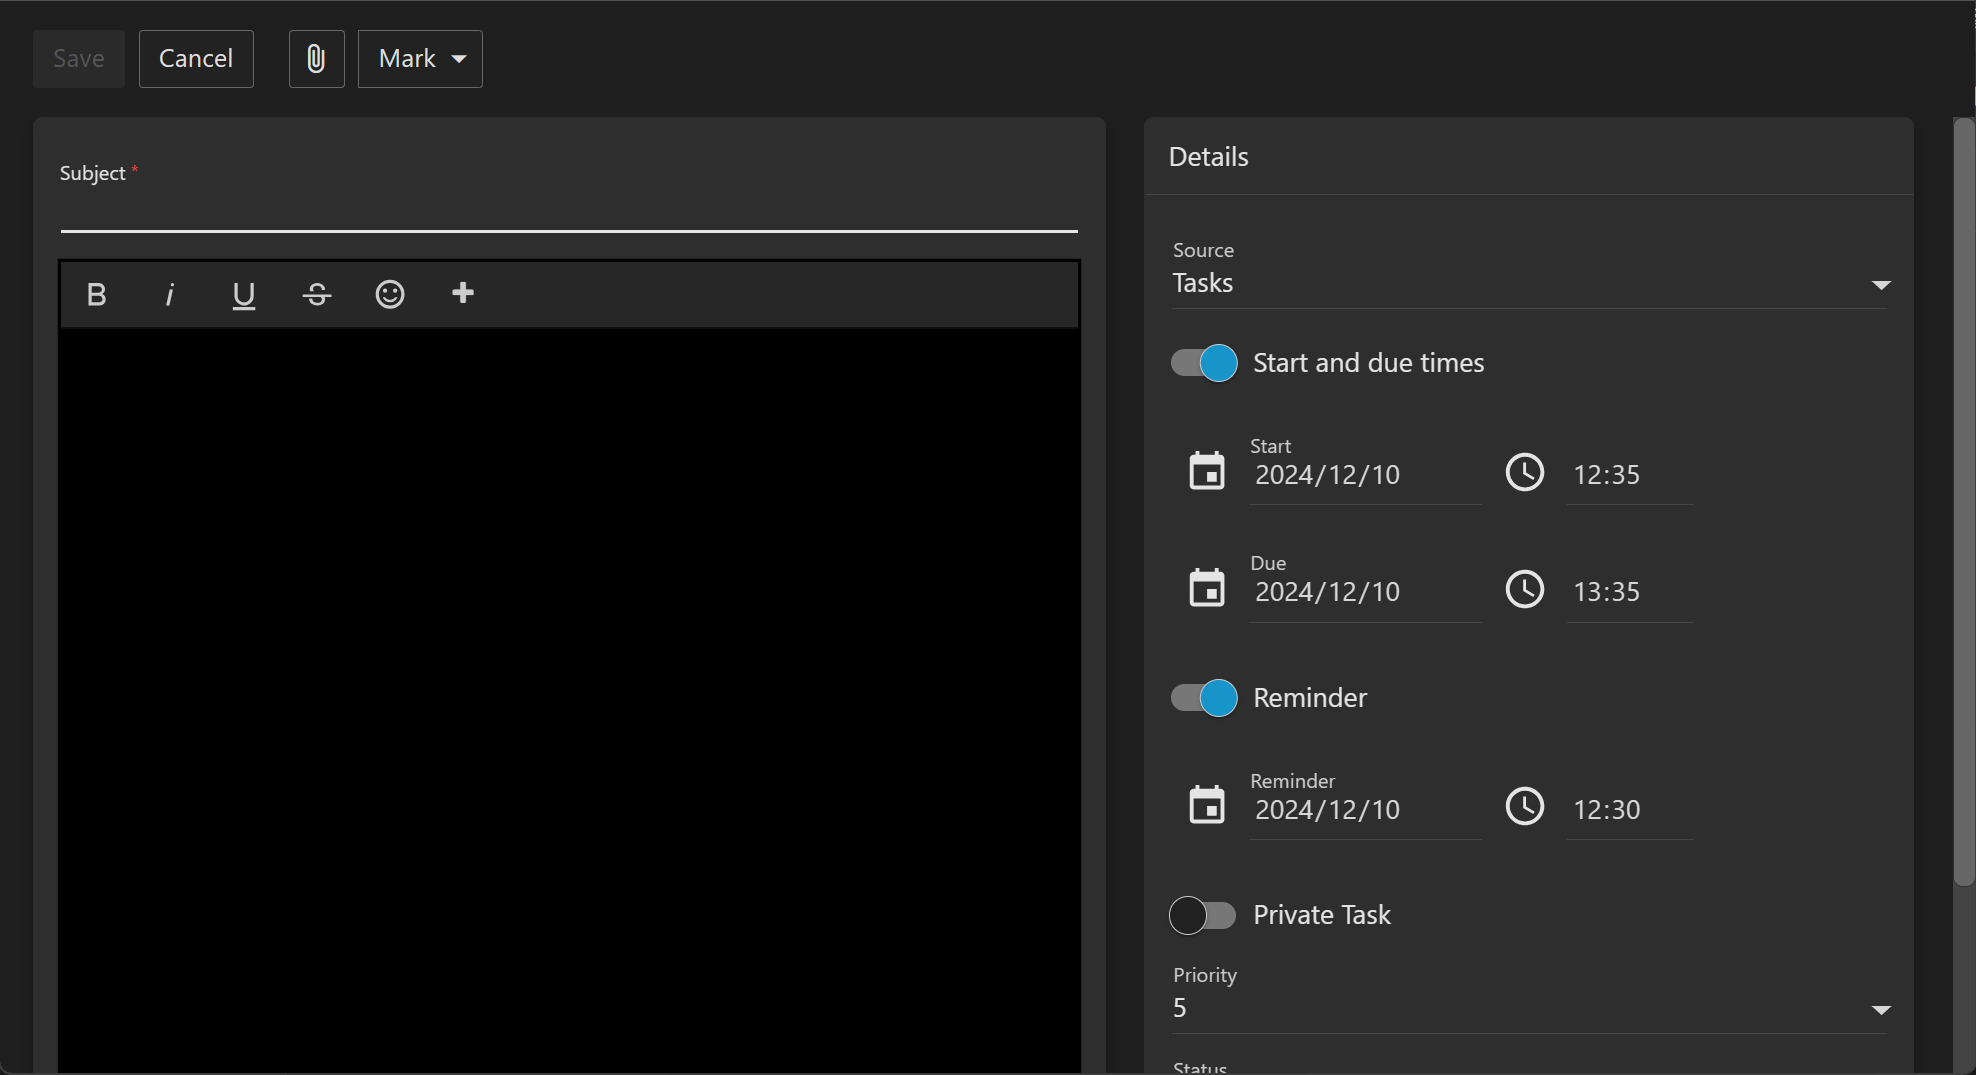 Save Cancel Mark
Subject *
B i U S
Details
Source
Tasks
Start and due times
Start
2024/12/10 12:35
Due
2024/12/10 13:35
Reminder
Reminder
2024/12/10 12:30
Private Task
Priority
5
Status